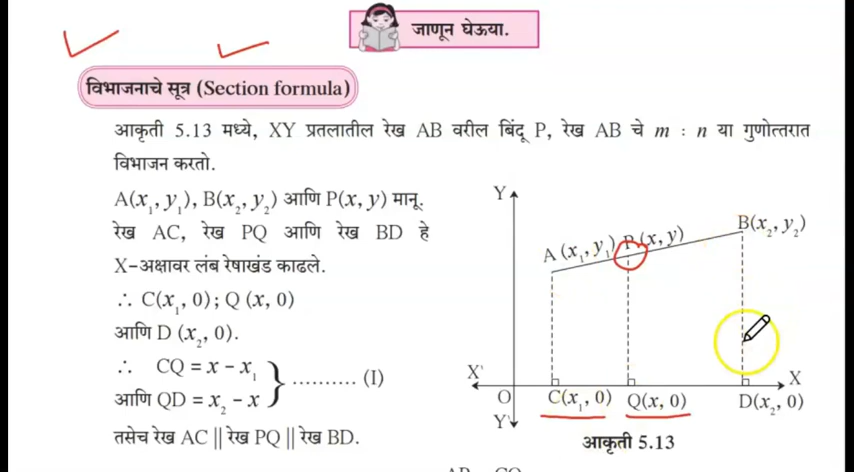 जाणून घेऊया.
विभाजनाचे सूत्र (Section formula)
आकृती 5.13 मध्ये, XY प्रतलातील रेख AB वरील बिंदू P, रेख AB चे m : n या गुणोत्तरात
विभाजन करतो.
A(x₁, y₁), B(x₂, y₂) आणि P(x, y) मानू.
रेख AC, रेख PQ आणि रेख BD हे
X-अक्षावर लंब रेषाखंड काढले.
∴ C(x₁, 0); Q (x, 0)
आणि D (x₂, 0).
∴ CQ = x – x₁
आणि QD = x₂ – x
} .......... (I)
तसेच रेख AC || रेख PQ || रेख BD.
Y
B(x₂, y₂)
A (x₁, y₁) P (x, y)
X' X
O C(x₁, 0) Q(x, 0) D(x₂, 0)
Y'
आकृती 5.13